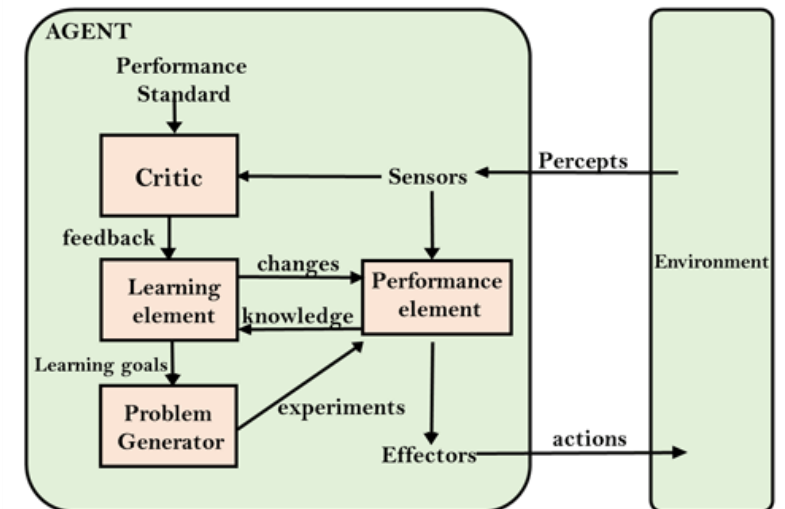 AGENT
Performance
Standard
Critic
Sensors
Percepts
feedback
changes
Environment
Learning
element
Performance
element
knowledge
Learning goals
Problem
Generator
experiments
Effectors
actions